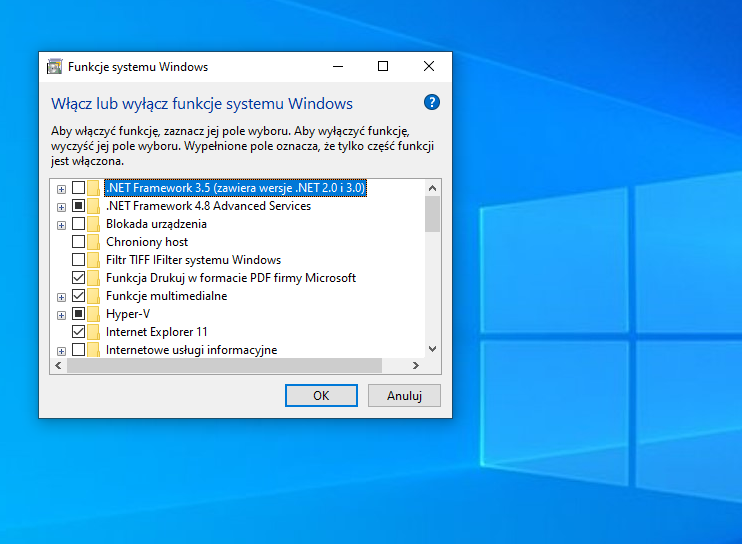 Funkcje systemu Windows
Włącz lub wyłącz funkcje systemu Windows
?
Aby włączyć funkcję, zaznacz jej pole wyboru. Aby wyłączyć funkcję,
wyczyść jej pole wyboru. Wypełnione pole oznacza, że tylko część funkcji
jest włączona.
.NET Framework 3.5 (zawiera wersje .NET 2.0 i 3.0)
.NET Framework 4.8 Advanced Services
Blokada urządzenia
Chroniony host
Filtr TIFF IFilter systemu Windows
Funkcja Drukuj w formacie PDF firmy Microsoft
Funkcje multimedialne
Hyper-V
Internet Explorer 11
Internetowe usługi informacyjne
OK
Anuluj